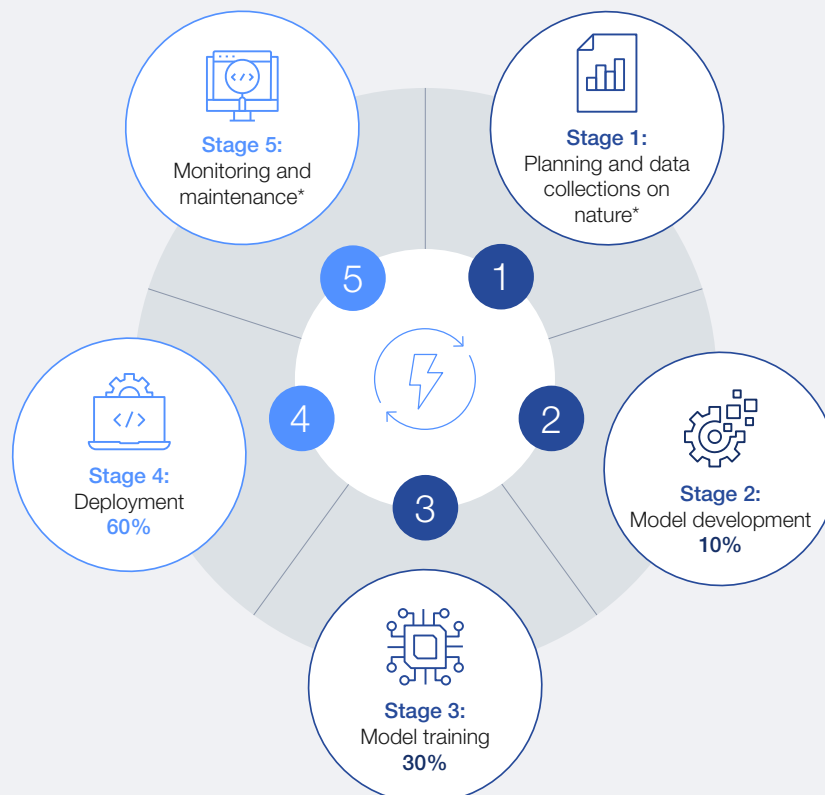 Stage 1:
Planning and data
collections on
nature*
Stage 2:
Model development
10%
Stage 3:
Model training
30%
Stage 4:
Deployment
60%
Stage 5:
Monitoring and
maintenance*
1
2
3
4
5